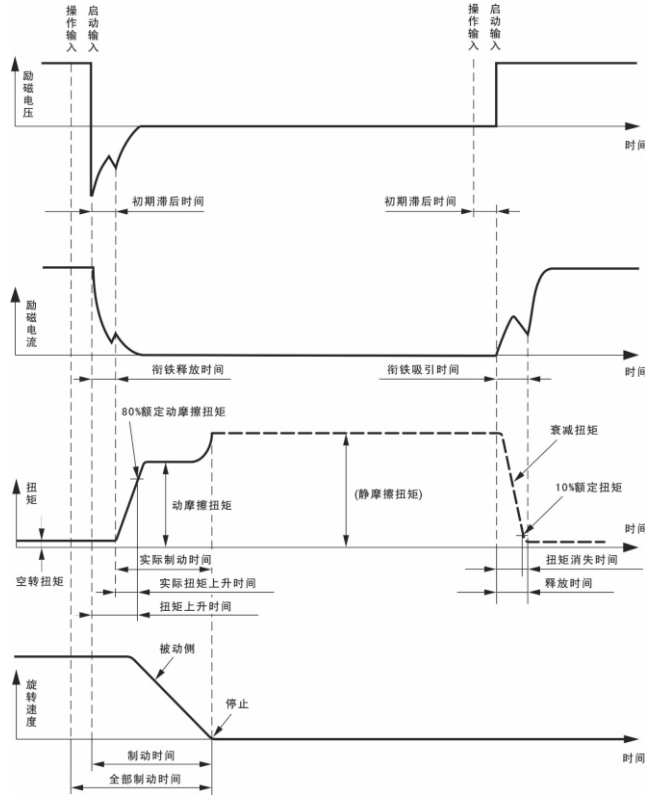 操作输入
启动输入
操作输入
启动输入
励磁电压
时间
初期滞后时间
初期滞后时间
励磁电流
时间
衔铁释放时间
衔铁吸引时间
80%额定动摩擦扭矩
衰减扭矩
扭矩
动摩擦扭矩
(静摩擦扭矩)
10%额定扭矩
时间
空转扭矩
实际制动时间
扭矩消失时间
实际扭矩上升时间
释放时间
扭矩上升时间
被动侧
旋转速度
停止
时间
制动时间
全部制动时间